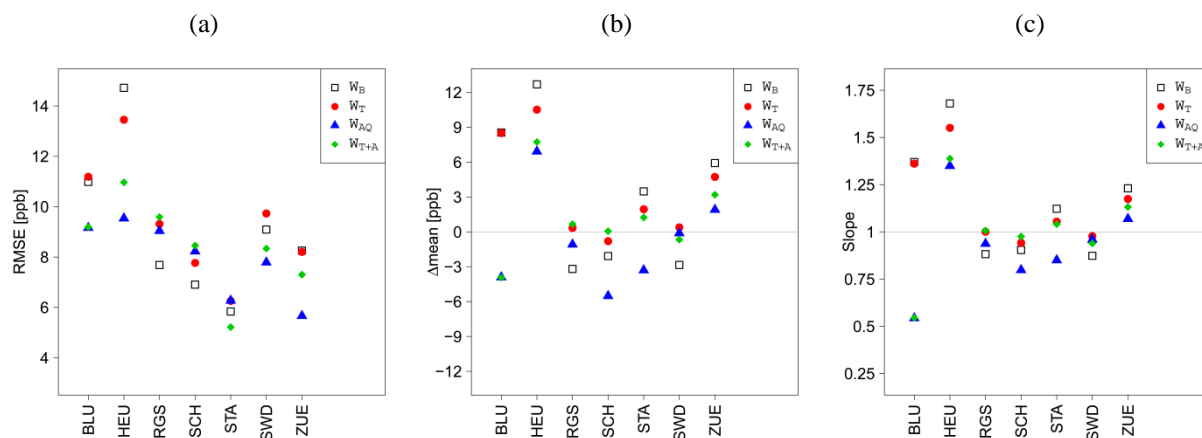 (a)
RMSE [ppb]
14
12
10
8
6
4
W_B
W_T
W_AQ
W_T+A
BLU
HEU
RGS
SCH
STA
SWD
ZUE
(b)
Δmean [ppb]
12
9
6
3
0
−3
−6
−9
−12
W_B
W_T
W_AQ
W_T+A
BLU
HEU
RGS
SCH
STA
SWD
ZUE
(c)
Slope
1.75
1.5
1.25
1
0.75
0.5
0.25
W_B
W_T
W_AQ
W_T+A
BLU
HEU
RGS
SCH
STA
SWD
ZUE